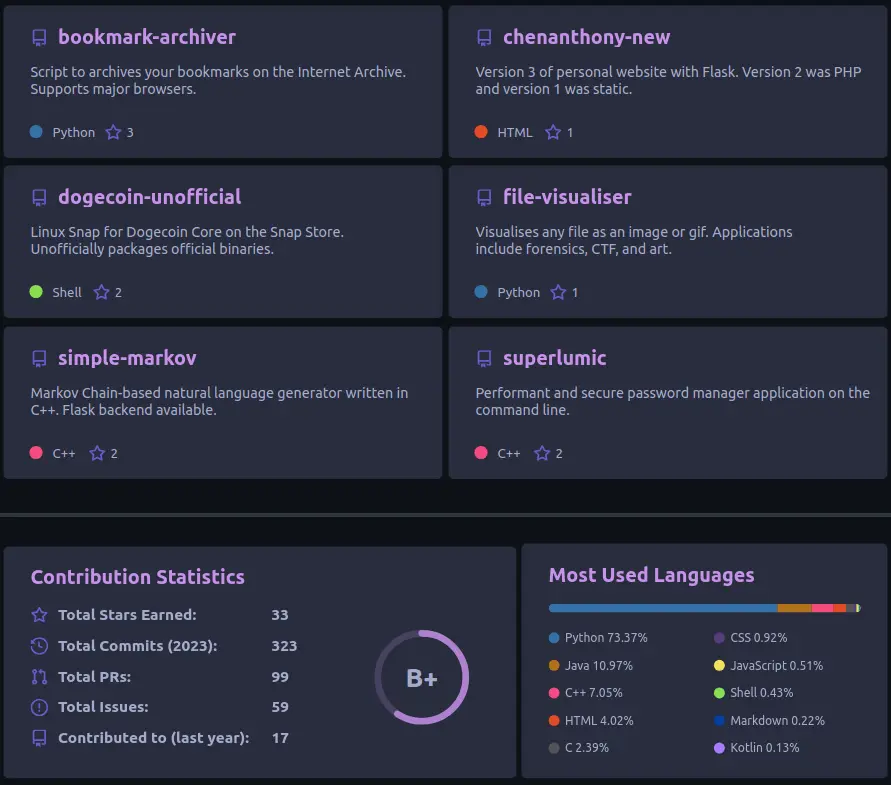 bookmark-archiver
Script to archives your bookmarks on the Internet Archive.
Supports major browsers.
Python 3
chenanthony-new
Version 3 of personal website with Flask. Version 2 was PHP
and version 1 was static.
HTML 1
dogecoin-unofficial
Linux Snap for Dogecoin Core on the Snap Store.
Unofficially packages official binaries.
Shell 2
file-visualiser
Visualises any file as an image or gif. Applications
include forensics, CTF, and art.
Python 1
simple-markov
Markov Chain-based natural language generator written in
C++. Flask backend available.
C++ 2
superlumic
Performant and secure password manager application on the
command line.
C++ 2
Contribution Statistics
Total Stars Earned: 33
Total Commits (2023): 323
Total PRs: 99
Total Issues: 59
Contributed to (last year): 17
B+
Most Used Languages
Python 73.37%
Java 10.97%
C++ 7.05%
HTML 4.02%
C 2.39%
CSS 0.92%
JavaScript 0.51%
Shell 0.43%
Markdown 0.22%
Kotlin 0.13%